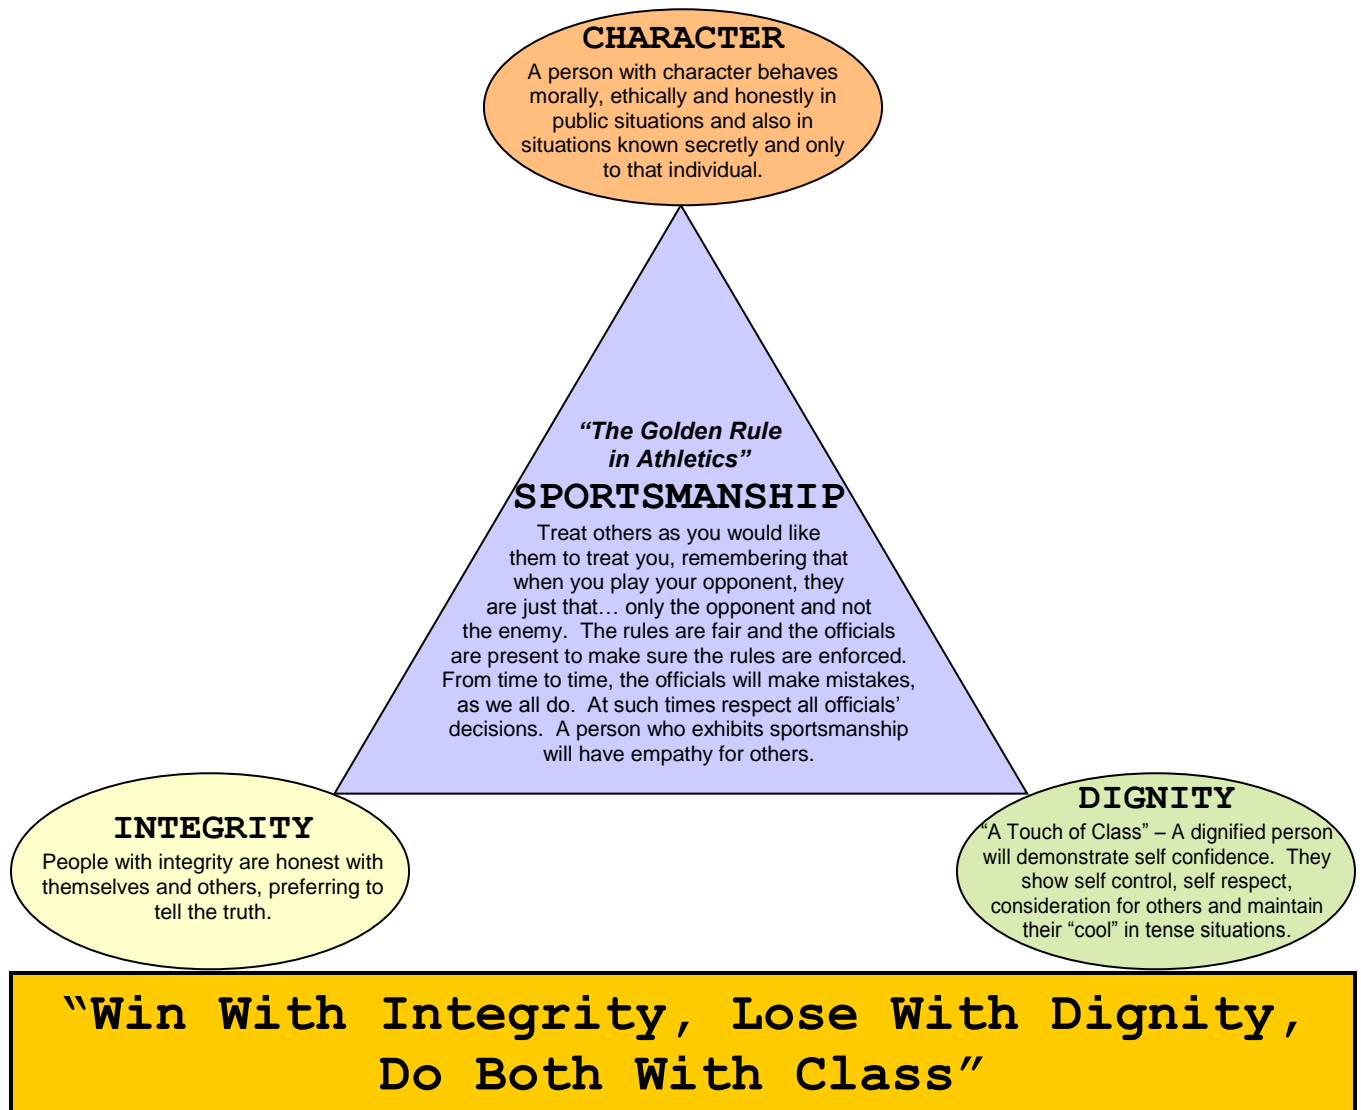 CHARACTER
A person with character behaves
morally, ethically and honestly in
public situations and also in
situations known secretly and only
to that individual.
“The Golden Rule
in Athletics”
SPORTSMANSHIP
Treat others as you would like
them to treat you, remembering that
when you play your opponent, they
are just that… only the opponent and not
the enemy.  The rules are fair and the officials
are present to make sure the rules are enforced.
From time to time, the officials will make mistakes,
as we all do.  At such times respect all officials’
decisions.  A person who exhibits sportsmanship
will have empathy for others.
INTEGRITY
People with integrity are honest with
themselves and others, preferring to
tell the truth.
DIGNITY
“A Touch of Class” – A dignified person
will demonstrate self confidence.  They
show self control, self respect,
consideration for others and maintain
their “cool” in tense situations.
“Win With Integrity, Lose With Dignity,
Do Both With Class”